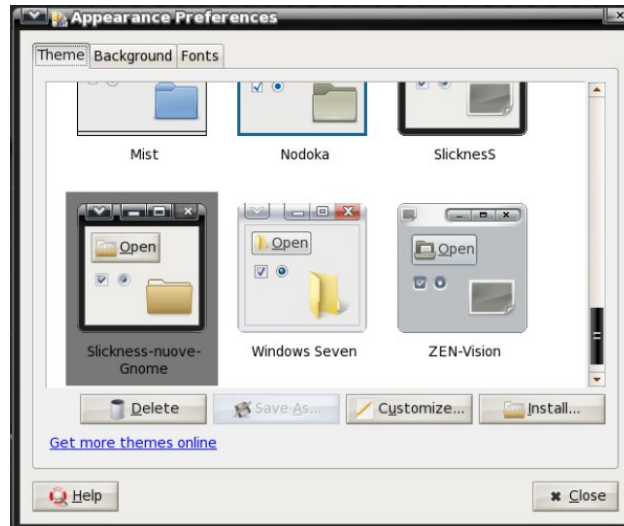 Appearance Preferences
Theme Background Fonts
Mist Nodoka SlicknesS
Open Open Open
Slickness-nuove-Gnome Windows Seven ZEN-Vision
Delete Save As... Customize... Install...
Get more themes online
Help Close